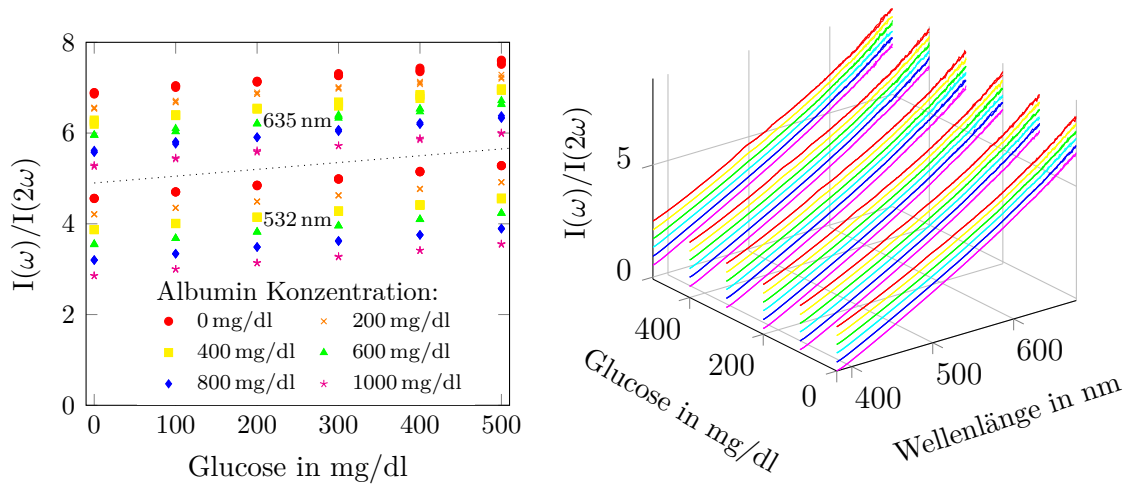 8
6
4
2
0
I(ω)/I(2ω)
635 nm
532 nm
Albumin Konzentration:
0 mg/dl 200 mg/dl
400 mg/dl 600 mg/dl
800 mg/dl 1000 mg/dl
0 100 200 300 400 500
Glucose in mg/dl
5
0
I(ω)/I(2ω)
400
200
0
Glucose in mg/dl
400
500
600
Wellenlänge in nm